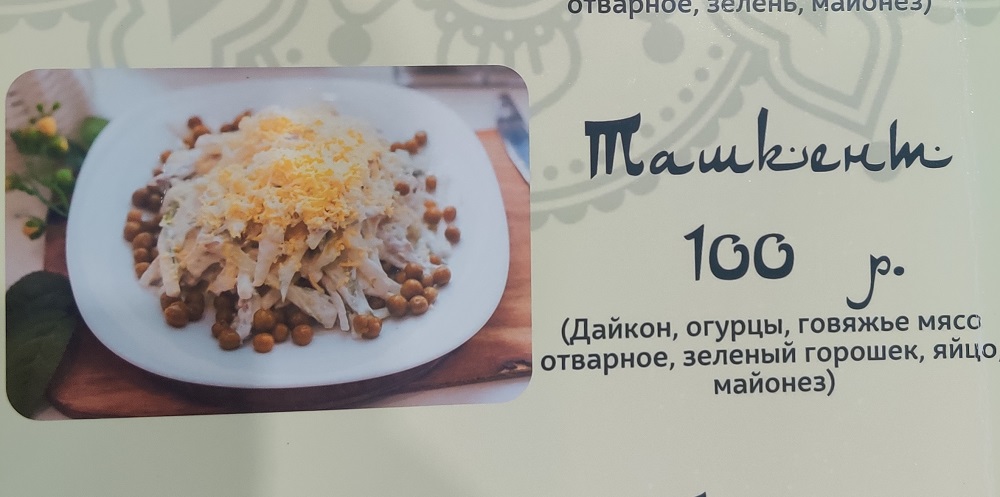 отварное, зелень, майонез)
Ташкент
100 р.
(Дайкон, огурцы, говяжье мясо
отварное, зеленый горошек, яйцо,
майонез)